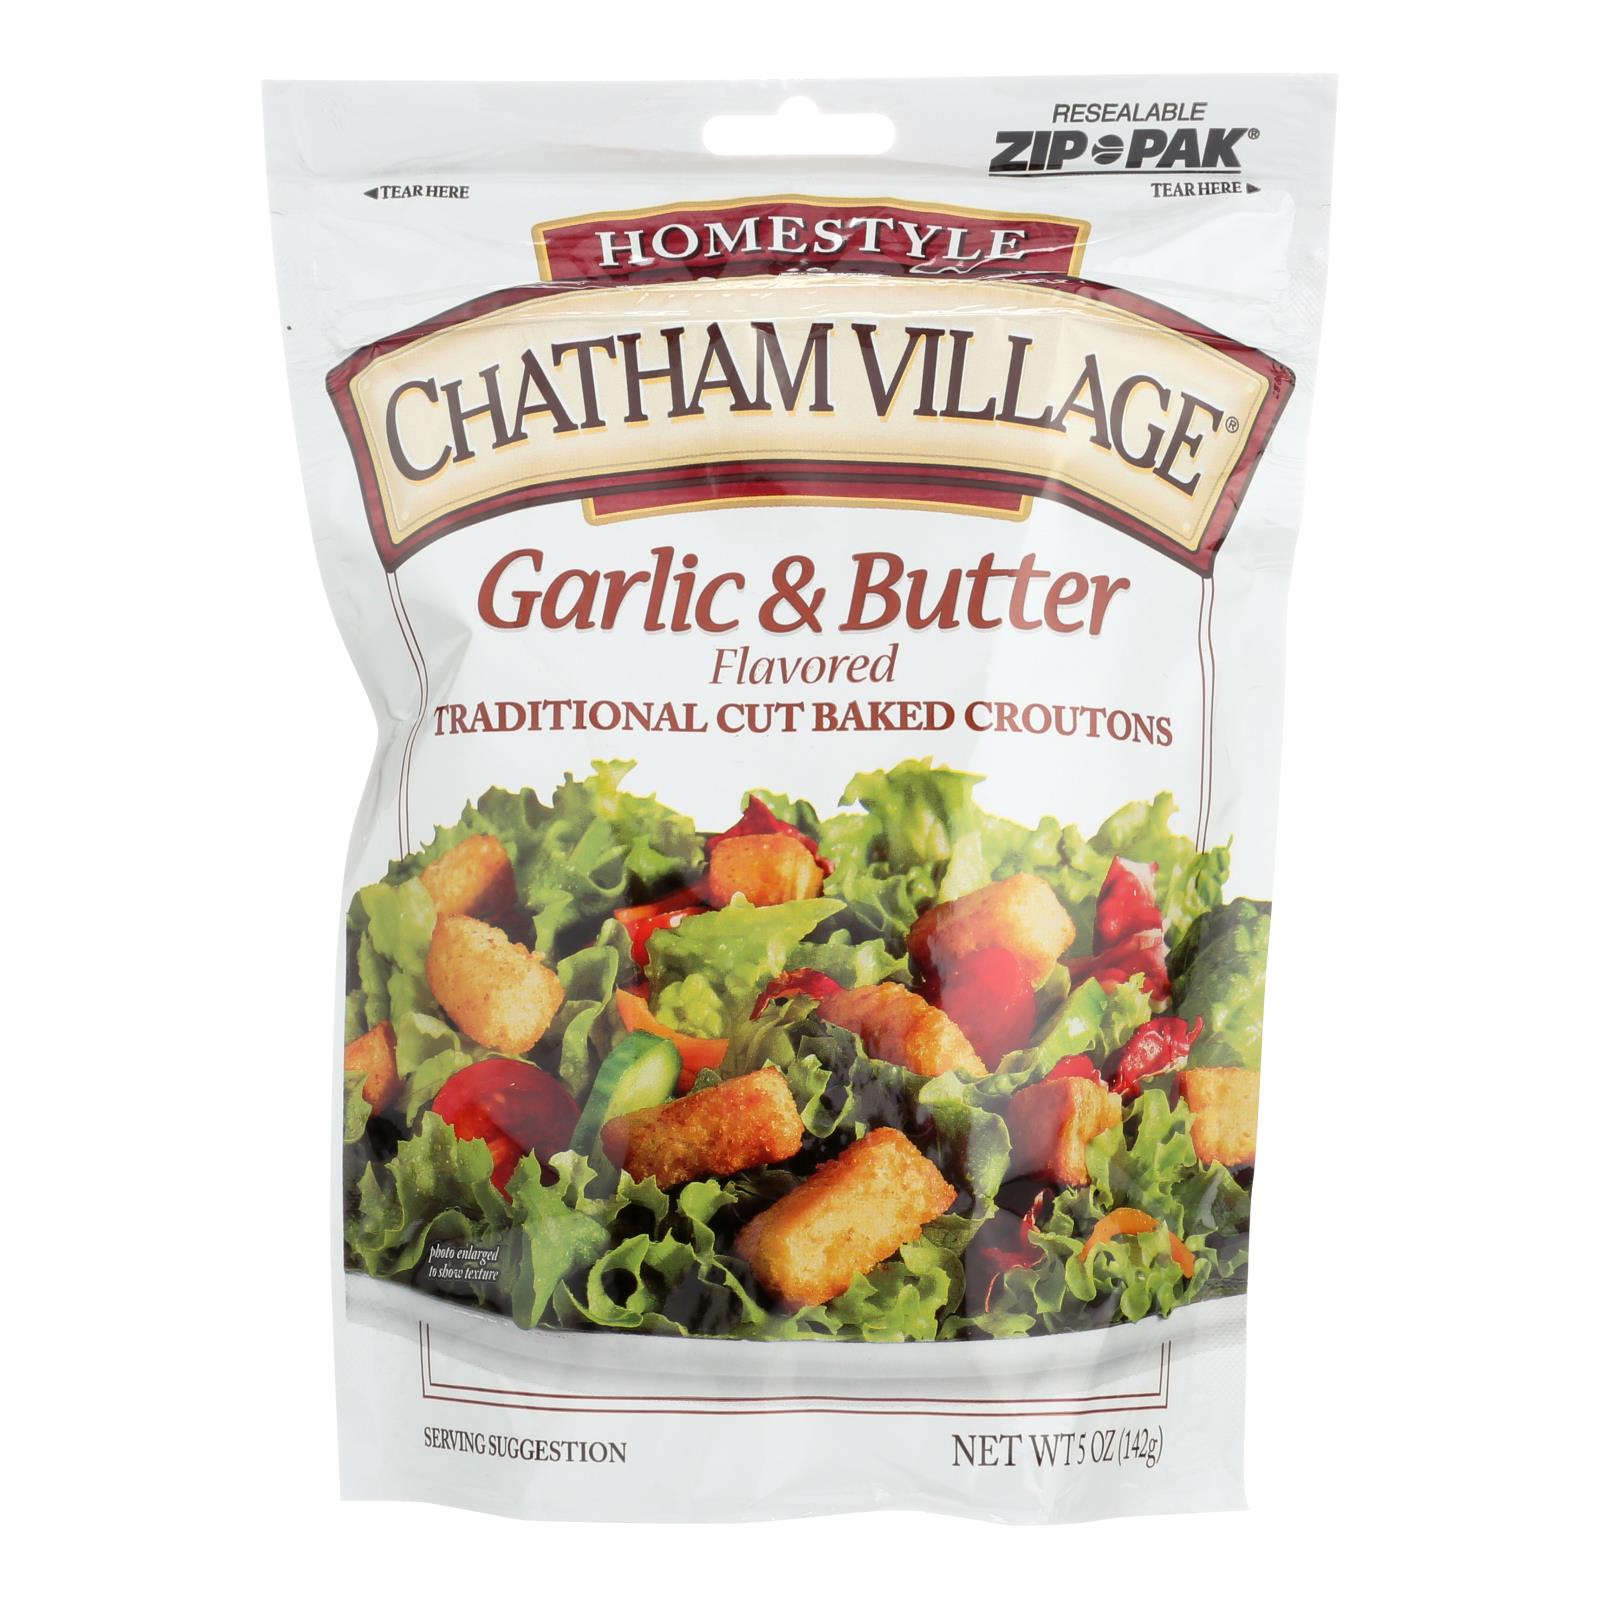 RESEALABLE
ZIP PAK®
TEAR HERE
TEAR HERE
HOMESTYLE
CHATHAM VILLAGE®
Garlic & Butter
Flavored
TRADITIONAL CUT BAKED CROUTONS
photo enlarged
to show texture
SERVING SUGGESTION
NET WT 5 OZ (142g)